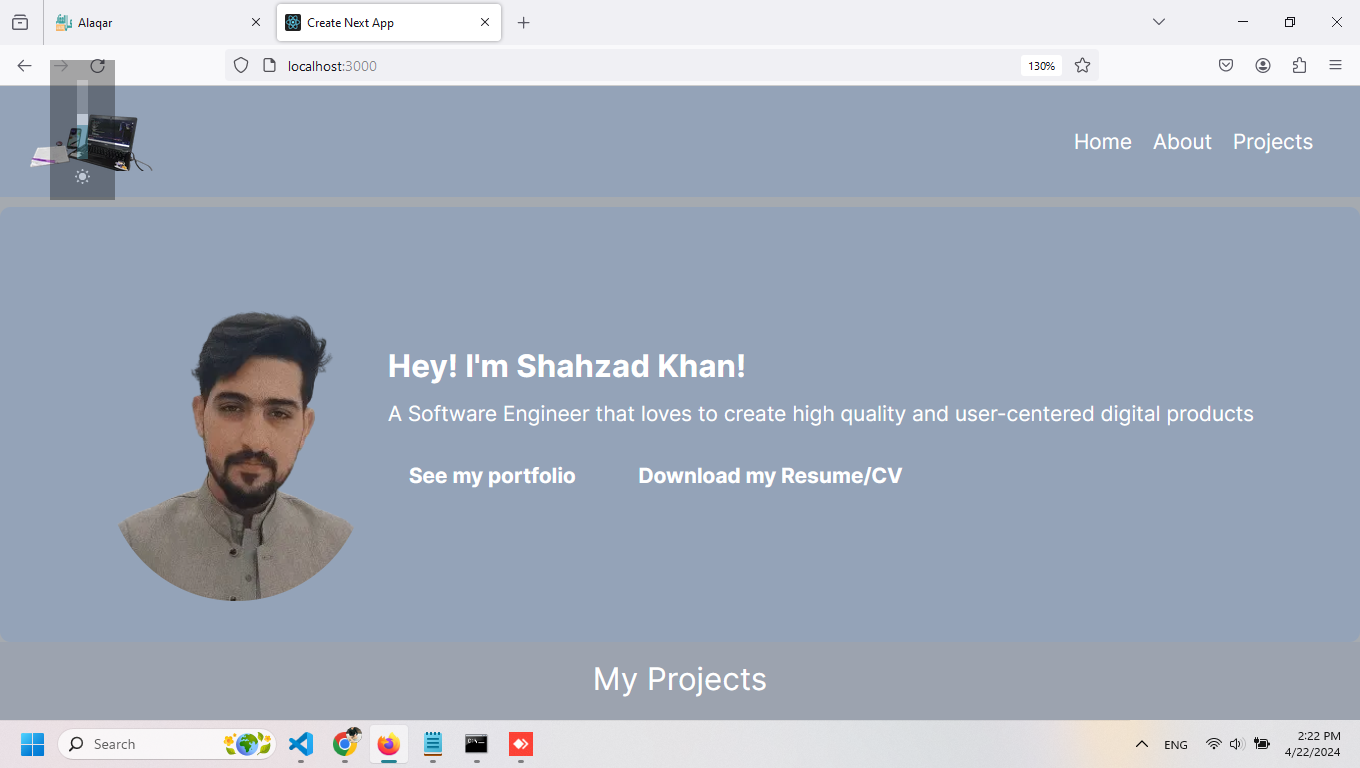 Alaqar
Create Next App
localhost:3000
130%
Home About Projects
Hey! I'm Shahzad Khan!
A Software Engineer that loves to create high quality and user-centered digital products
See my portfolio Download my Resume/CV
My Projects
Search
ENG
2:22 PM
4/22/2024